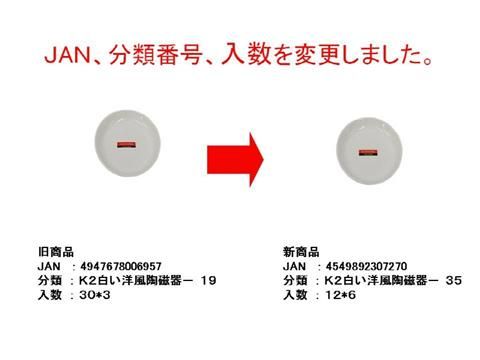 JAN、分類番号、入数を変更しました。
旧商品
JAN ：4947678006957
分類 ：K2白い洋風陶磁器ー 19
入数 ：30*3
新商品
JAN ：4549892307270
分類 ：K2白い洋風陶磁器ー 35
入数 ：12*6